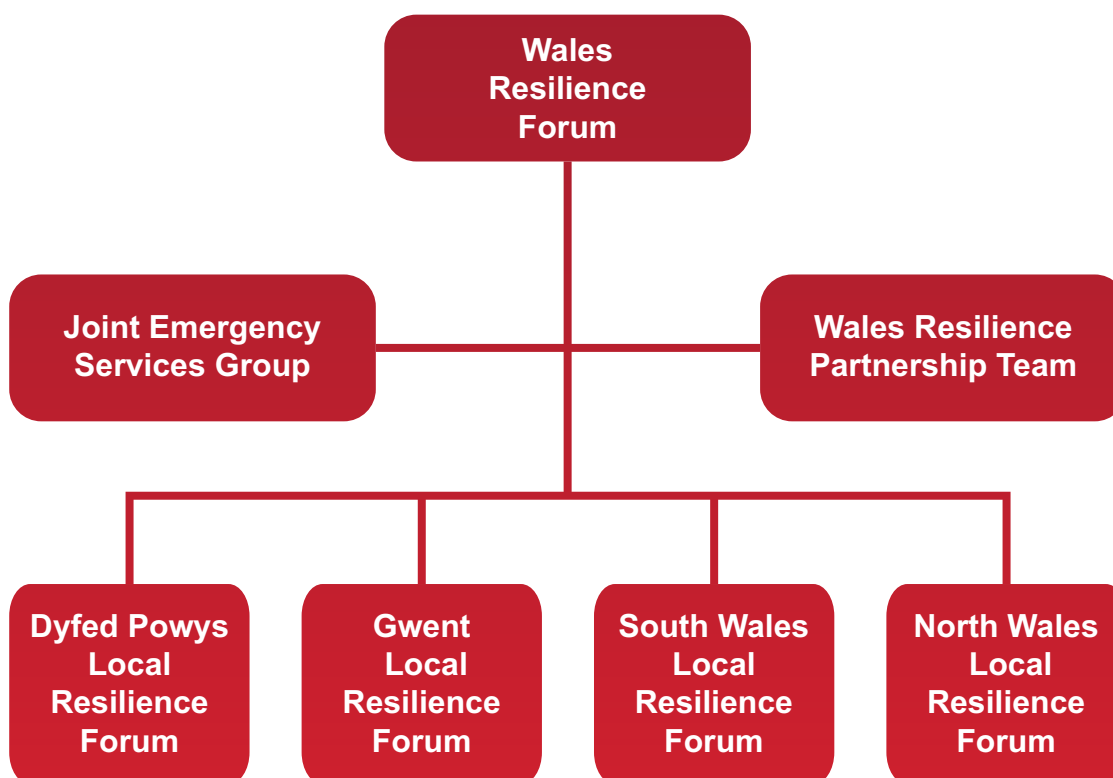 Wales
Resilience
Forum
Joint Emergency
Services Group
Wales Resilience
Partnership Team
Dyfed Powys
Local
Resilience
Forum
Gwent
Local
Resilience
Forum
South Wales
Local
Resilience
Forum
North Wales
Local
Resilience
Forum